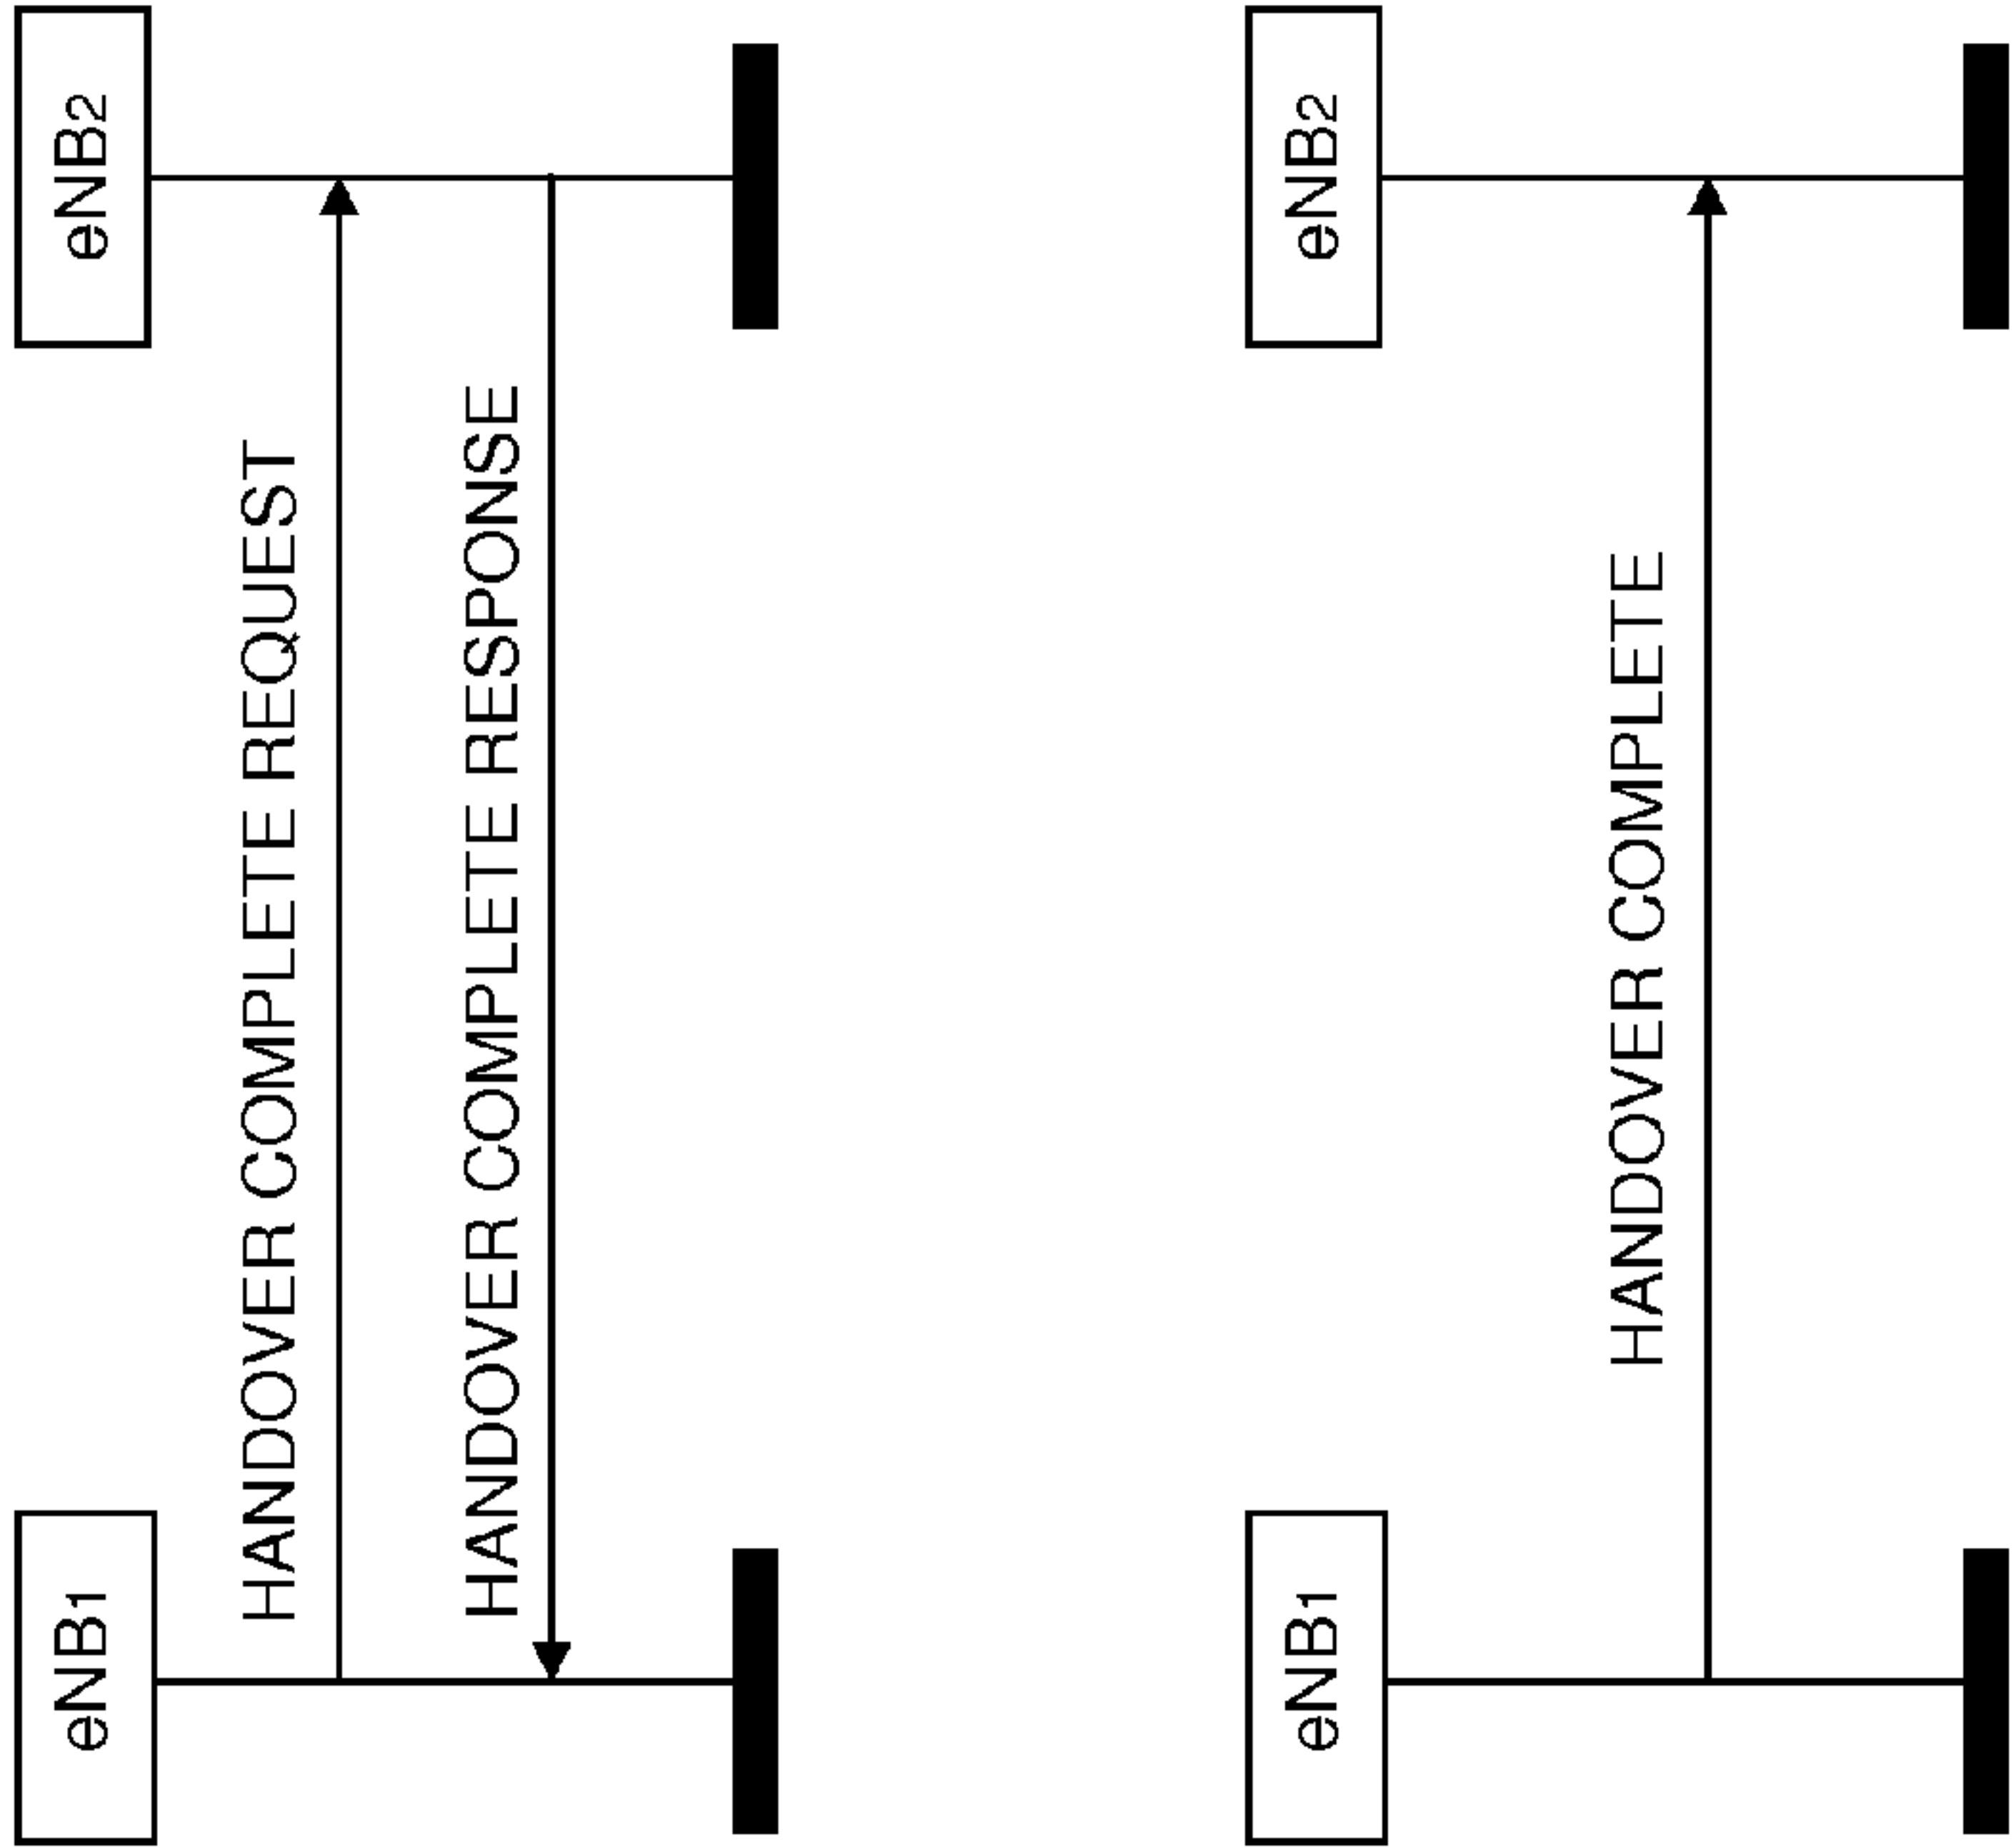 eNB1
eNB2
HANDOVER COMPLETE REQUEST
HANDOVER COMPLETE RESPONSE
eNB1
eNB2
HANDOVER COMPLETE